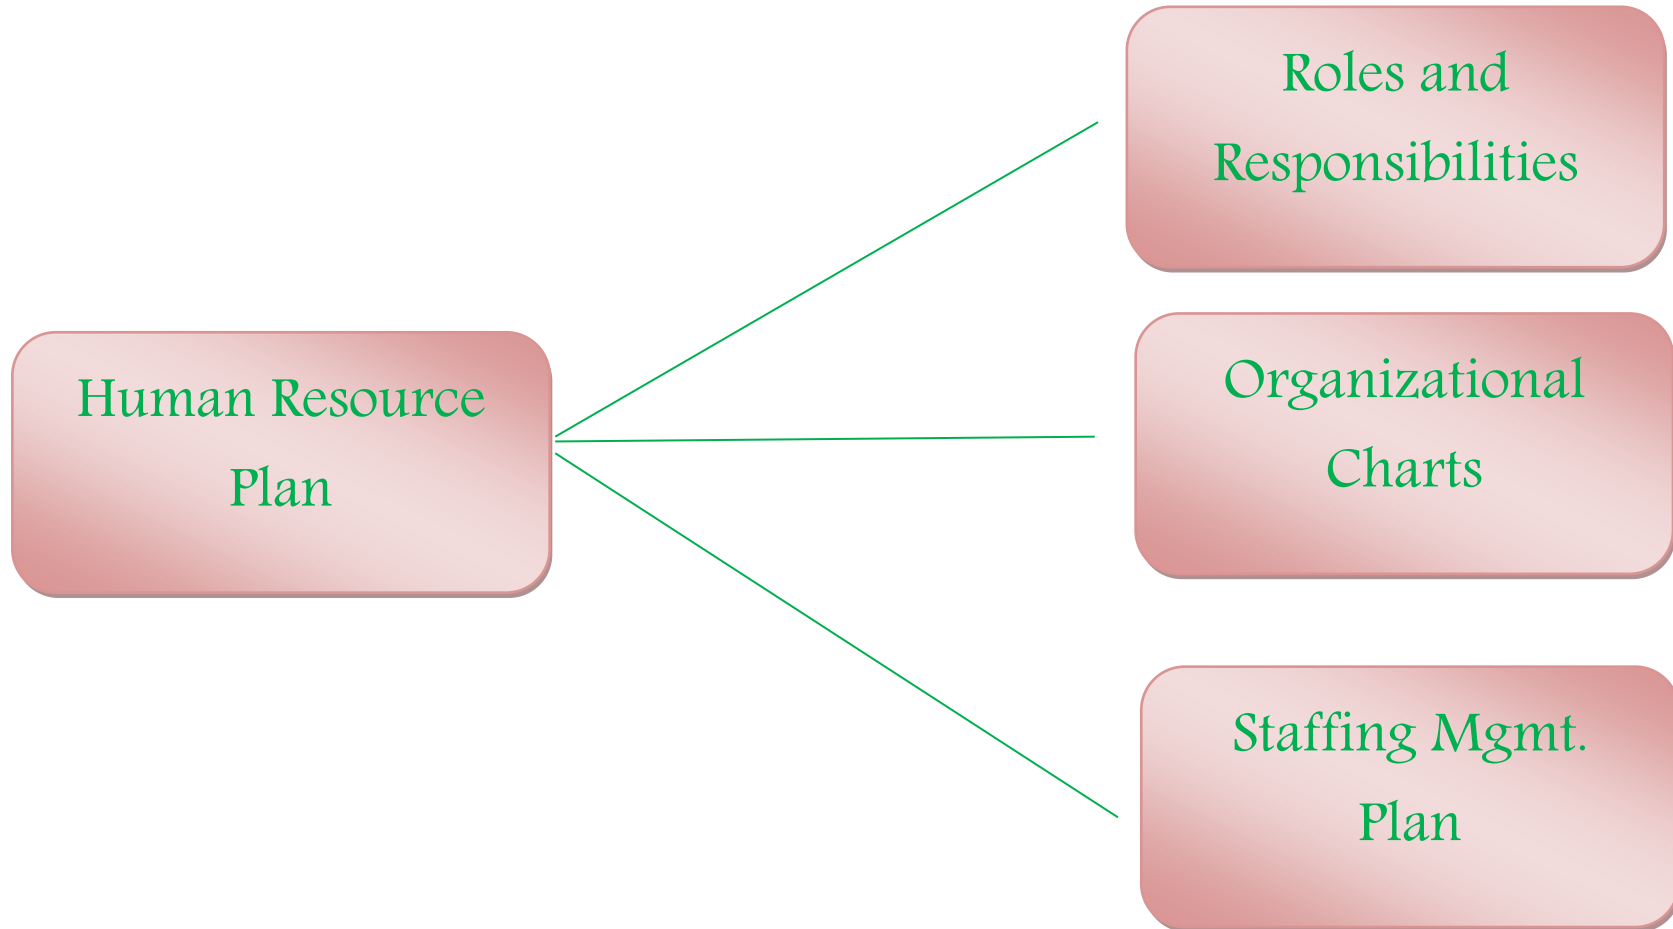 Roles and
Responsibilities
Human Resource
Plan
Organizational
Charts
Staffing Mgmt.
Plan